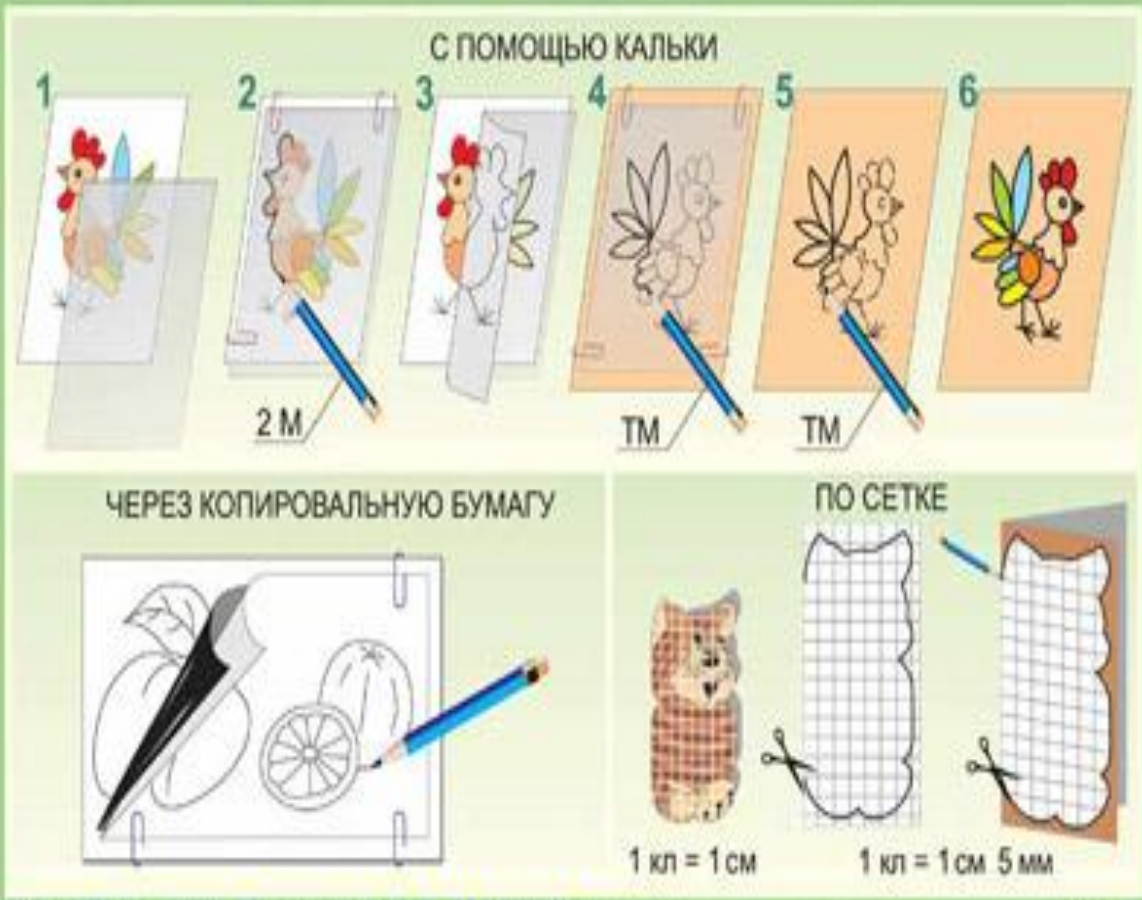 С ПОМОЩЬЮ КАЛЬКИ
1 2 3 4 5 6
2 М
ТМ
ТМ
ЧЕРЕЗ КОПИРОВАЛЬНУЮ БУМАГУ
ПО СЕТКЕ
1 кл = 1 см
1 кл = 1 см 5 мм